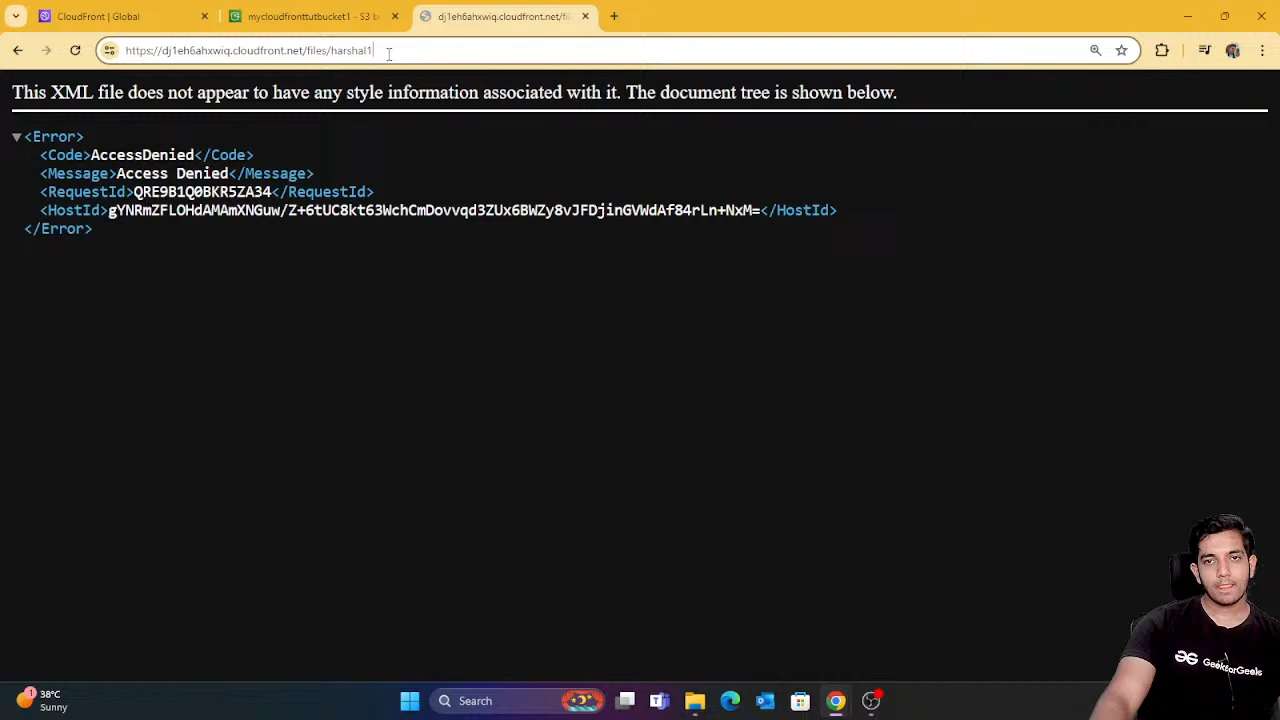 CloudFront | Global
mycloudfronttutbucket1 - S3 b
dj1eh6ahxwiq.cloudfront.net/file
https://dj1eh6ahxwiq.cloudfront.net/files/harshal1
This XML file does not appear to have any style information associated with it. The document tree is shown below.
<Error>
<Code>AccessDenied</Code>
<Message>Access Denied</Message>
<RequestId>QRE9B1Q0BKR5ZA34</RequestId>
<HostId>gYNRmZFLOHdAMAmXNGuw/Z+6tUC8kt63WchCmDovvqd3ZUx6BWZy8vJFDjinGVWdAf84rLn+NxM=</HostId>
</Error>
GeeksforGeeks
1
38°C
Sunny
Search